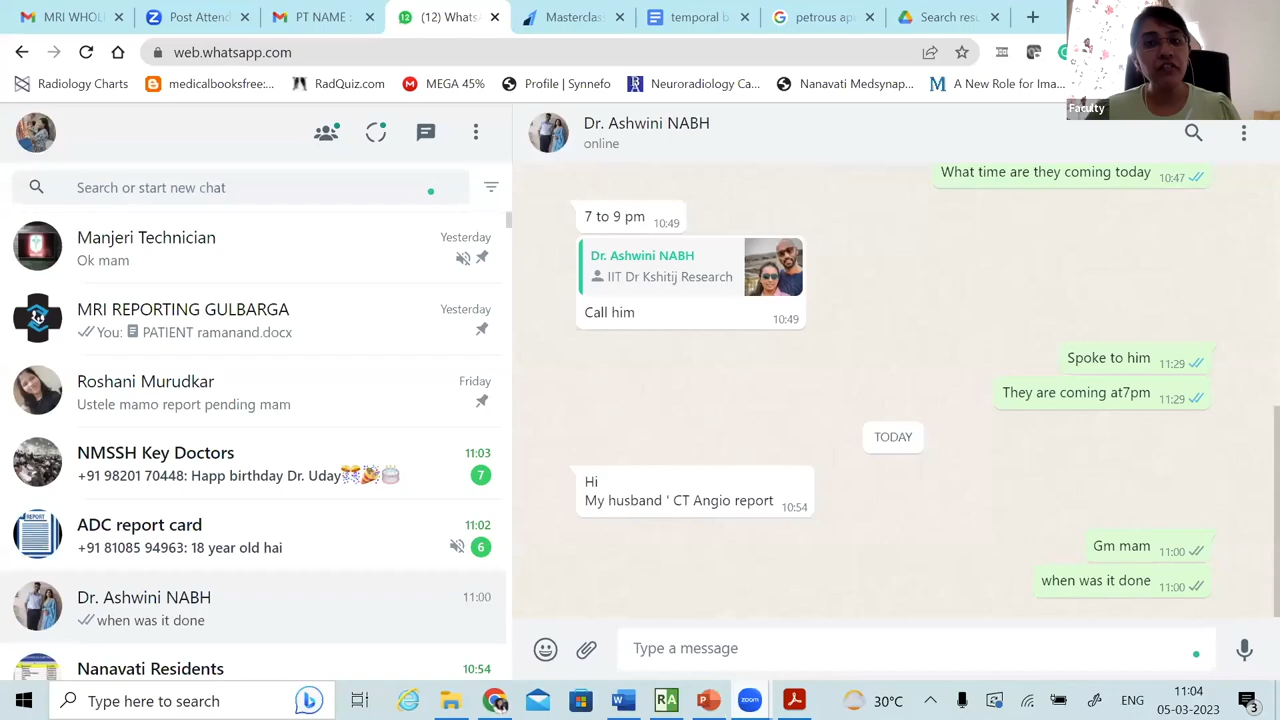 MRI WHOL
Post Attend
PT NAME
(12) Whats
Masterclass
temporal b
petrous ap
Search resu
web.whatsapp.com
Radiology Charts
medicalbooksfree:...
RadQuiz.com
MEGA 45%
Profile | Synnefo
Neuroradiology Ca...
Nanavati Medsynap...
A New Role for Ima...
Faculty
Search or start new chat
Manjeri Technician
Yesterday
Ok mam
MRI REPORTING GULBARGA
Yesterday
You: PATIENT ramanand.docx
Roshani Murudkar
Friday
Ustele mamo report pending mam
NMSSH Key Doctors
11:03
+91 98201 70448: Happ birthday Dr. Uday
7
ADC report card
11:02
+91 81085 94963: 18 year old hai
6
Dr. Ashwini NABH
11:00
when was it done
Nanavati Residents
10:54
Dr. Ashwini NABH
online
What time are they coming today 10:47
7 to 9 pm 10:49
Dr. Ashwini NABH
IIT Dr Kshitij Research
Call him 10:49
Spoke to him 11:29
They are coming at7pm 11:29
TODAY
Hi
My husband ' CT Angio report 10:54
Gm mam 11:00
when was it done 11:00
Type a message
Type here to search
zoom
30°C
ENG
11:04
05-03-2023
3